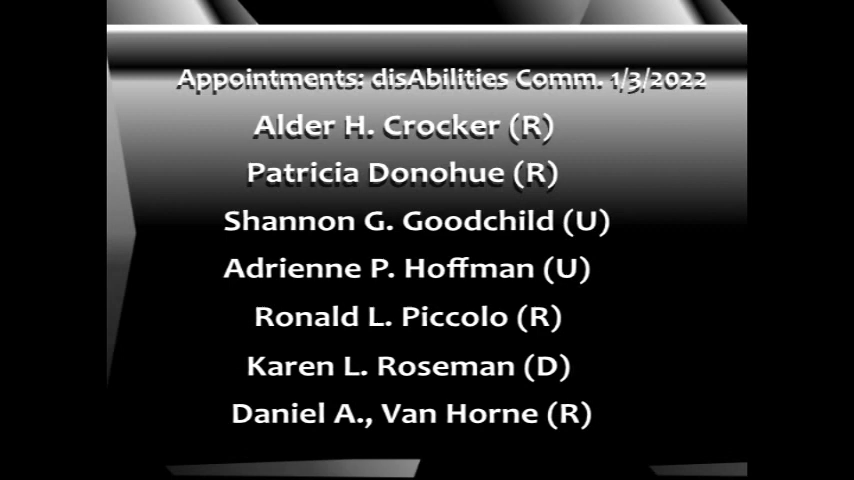 Appointments: disAbilities Comm. 1/3/2022
Alder H. Crocker (R)
Patricia Donohue (R)
Shannon G. Goodchild (U)
Adrienne P. Hoffman (U)
Ronald L. Piccolo (R)
Karen L. Roseman (D)
Daniel A., Van Horne (R)